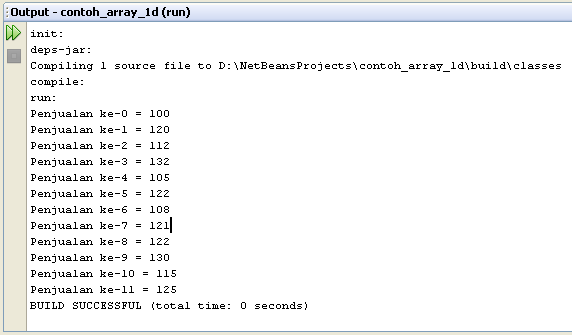 Output - contoh_array_1d (run)
init:
deps-jar:
Compiling 1 source file to D:\NetBeansProjects\contoh_array_1d\build\classes
compile:
run:
Penjualan ke-0 = 100
Penjualan ke-1 = 120
Penjualan ke-2 = 112
Penjualan ke-3 = 132
Penjualan ke-4 = 105
Penjualan ke-5 = 122
Penjualan ke-6 = 108
Penjualan ke-7 = 121
Penjualan ke-8 = 122
Penjualan ke-9 = 130
Penjualan ke-10 = 115
Penjualan ke-11 = 125
BUILD SUCCESSFUL (total time: 0 seconds)